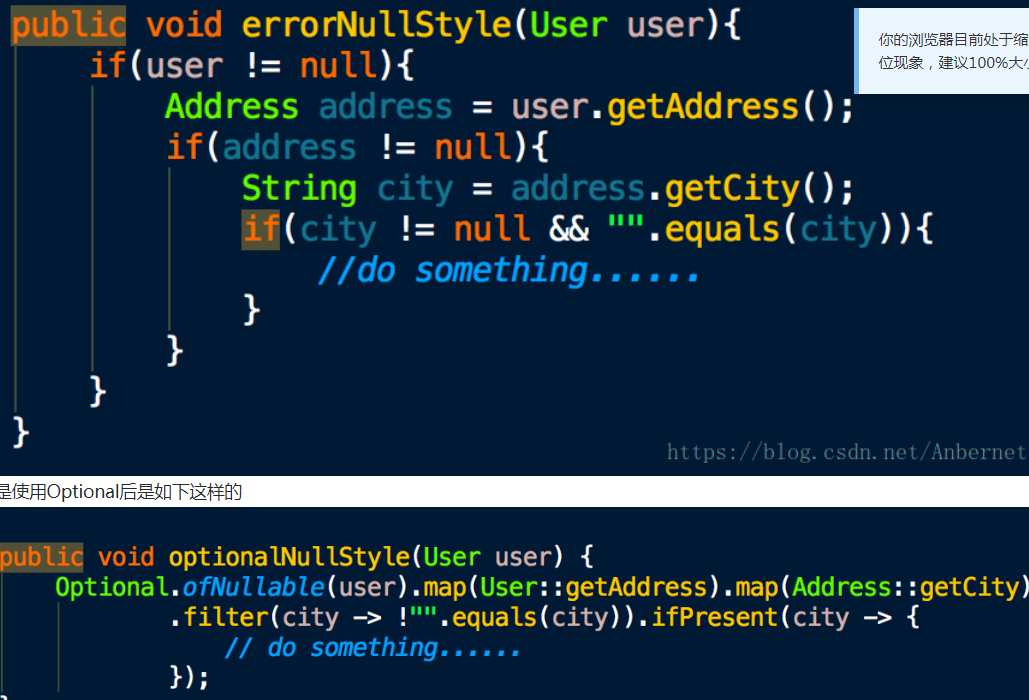 public void errorNullStyle(User user){
你的浏览器目前处于缩
if(user != null){
位现象，建议100%大小
Address address = user.getAddress();
if(address != null){
String city = address.getCity();
if(city != null && "".equals(city)){
//do something......
}
}
}
}
https://blog.csdn.net/Anbernet
是使用Optional后是如下这样的
public void optionalNullStyle(User user) {
Optional.ofNullable(user).map(User::getAddress).map(Address::getCity)
.filter(city -> !"".equals(city)).ifPresent(city -> {
// do something......
});